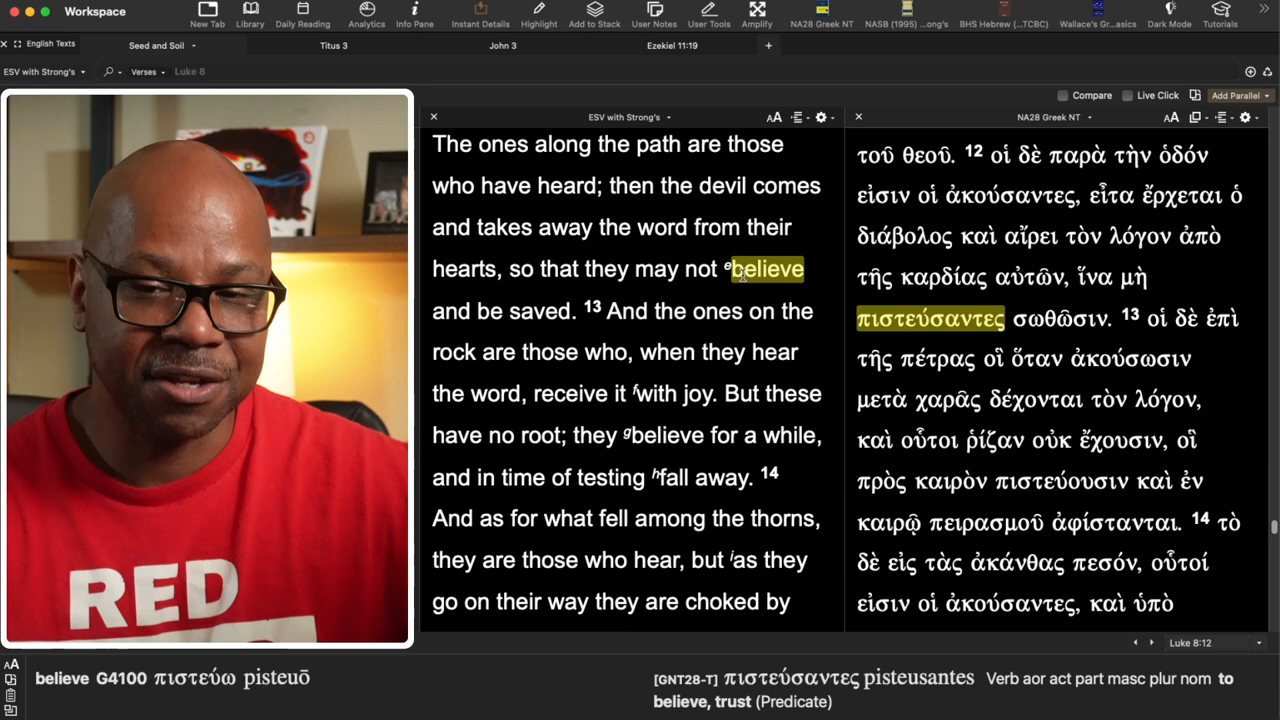 Workspace
New Tab
Library
Daily Reading
Analytics
Info Pane
Instant Details
Highlight
Add to Stack
User Notes
User Tools
Amplify
NA28 Greek NT
NASB (1995) ...ong's
BHS Hebrew (...TCBC)
Wallace's Gr...asics
Dark Mode
Tutorials
English Texts
Seed and Soil
Titus 3
John 3
Ezekiel 11:19
ESV with Strong's
Verses
Luke 8
Compare
Live Click
Add Parallel
ESV with Strong's
The ones along the path are those
who have heard; then the devil comes
and takes away the word from their
hearts, so that they may not ᵉbelieve
and be saved. 13 And the ones on the
rock are those who, when they hear
the word, receive it ᶠwith joy. But these
have no root; they ᵍbelieve for a while,
and in time of testing ʰfall away. 14
And as for what fell among the thorns,
they are those who hear, but ⁱas they
go on their way they are choked by
NA28 Greek NT
τοῦ θεοῦ. 12 οἱ δὲ παρὰ τὴν ὁδόν
εἰσιν οἱ ἀκούσαντες, εἶτα ἔρχεται ὁ
διάβολος καὶ αἴρει τὸν λόγον ἀπὸ
τῆς καρδίας αὐτῶν, ἵνα μὴ
πιστεύσαντες σωθῶσιν. 13 οἱ δὲ ἐπὶ
τῆς πέτρας οἳ ὅταν ἀκούσωσιν
μετὰ χαρᾶς δέχονται τὸν λόγον,
καὶ οὗτοι ῥίζαν οὐκ ἔχουσιν, οἳ
πρὸς καιρὸν πιστεύουσιν καὶ ἐν
καιρῷ πειρασμοῦ ἀφίστανται. 14 τὸ
δὲ εἰς τὰς ἀκάνθας πεσόν, οὗτοί
εἰσιν οἱ ἀκούσαντες, καὶ ὑπὸ
Luke 8:12
RED
believe G4100 πιστεύω pisteuō
[GNT28-T] πιστεύσαντες pisteusantes Verb aor act part masc plur nom to
believe, trust (Predicate)